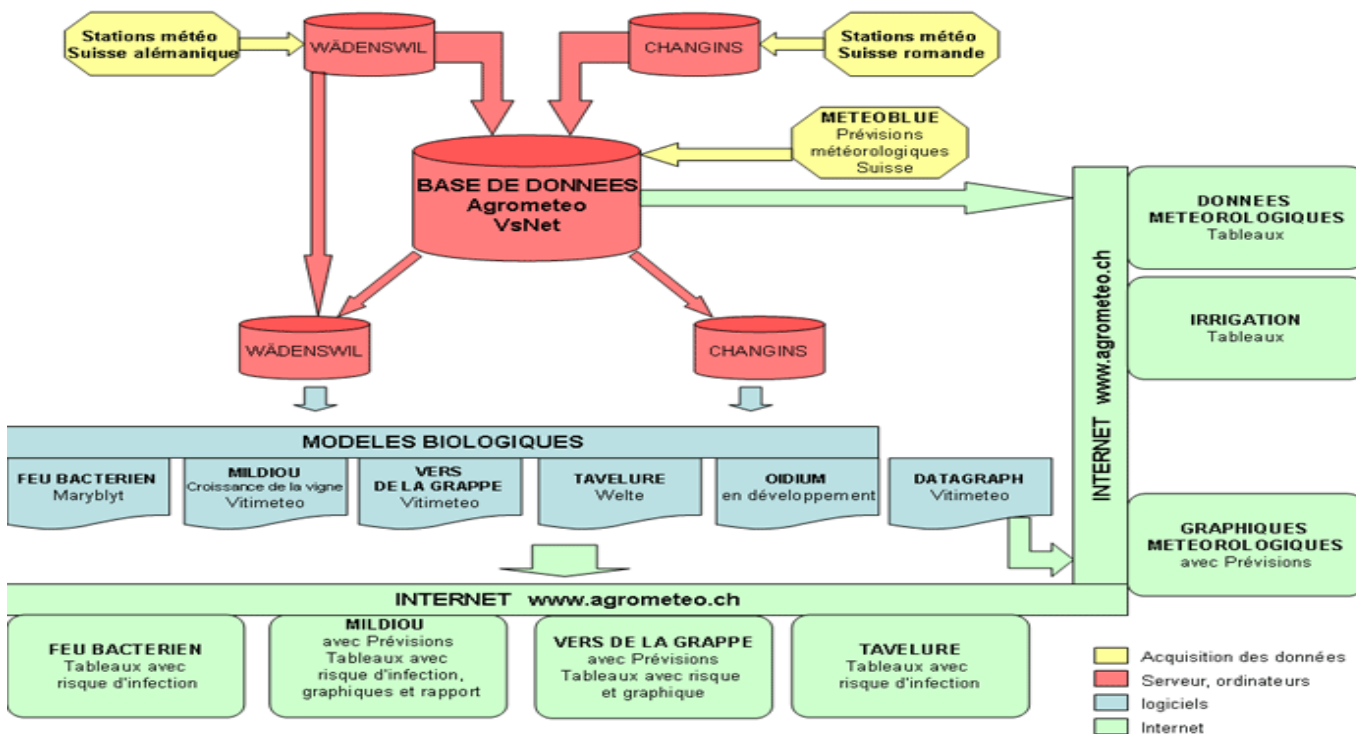 Stations météo
Suisse alémanique
WÄDENSWIL
CHANGINS
Stations météo
Suisse romande
METEOBLUE
Prévisions
météorologiques
Suisse
BASE DE DONNEES
Agrometeo
VsNet
WÄDENSWIL
CHANGINS
INTERNET www.agrometeo.ch
DONNEES
METEOROLOGIQUES
Tableaux
IRRIGATION
Tableaux
GRAPHIQUES
METEOROLOGIQUES
avec Prévisions
MODELES BIOLOGIQUES
FEU BACTERIEN
Maryblyt
MILDIOU
Croissance de la vigne
Vitimeteo
VERS
DE LA GRAPPE
Vitimeteo
TAVELURE
Welte
OIDIUM
en développement
DATAGRAPH
Vitimeteo
INTERNET www.agrometeo.ch
FEU BACTERIEN
Tableaux avec
risque d'infection
MILDIOU
avec Prévisions
Tableaux avec
risque d'infection,
graphiques et rapport
VERS DE LA GRAPPE
avec Prévisions
Tableaux avec risque
et graphique
TAVELURE
Tableaux avec
risque d'infection
Acquisition des données
Serveur, ordinateurs
logiciels
Internet